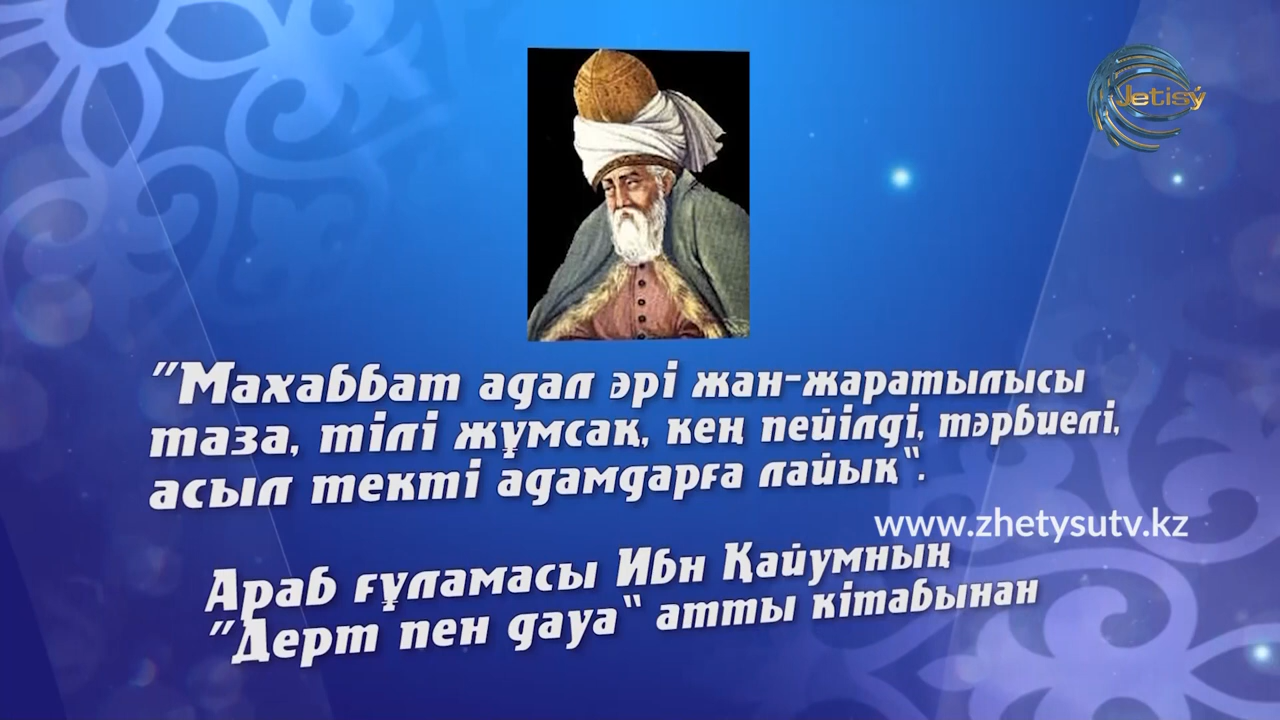 Jetisý
"Махаббат адал әрі жан-жаратылысы
таза, тілі жұмсақ, кең пейілді, тәрбиелі,
асыл текті адамдарға лайық".
www.zhetysutv.kz
Араб ғұламасы Ибн Қайумның
"Дерт пен дауа" атты кітабынан